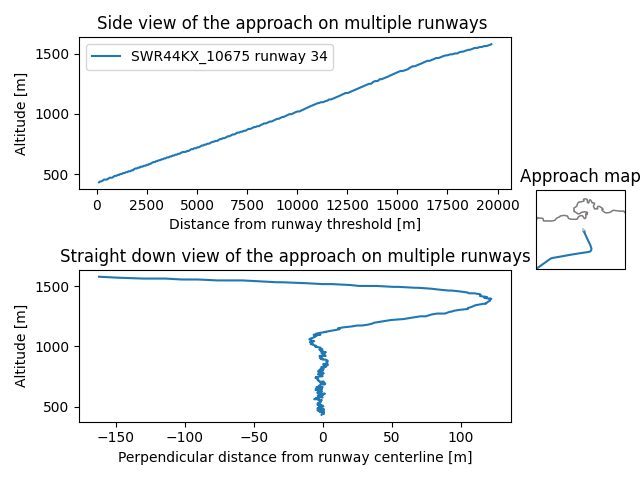 Side view of the approach on multiple runways
SWR44KX_10675 runway 34
Altitude [m]
1500
1000
500
0 2500 5000 7500 10000 12500 15000 17500 20000
Distance from runway threshold [m]
Approach map
Straight down view of the approach on multiple runways
Altitude [m]
1500
1000
500
−150 −100 −50 0 50 100
Perpendicular distance from runway centerline [m]